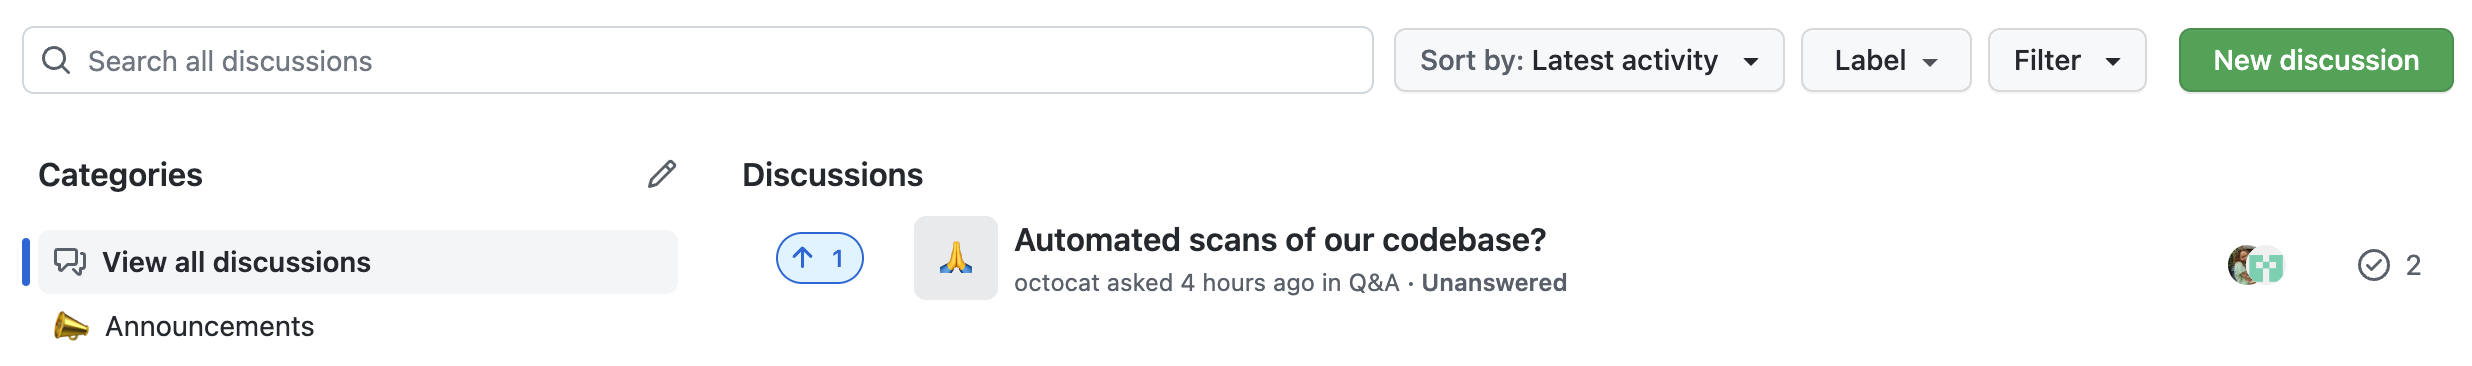 Search all discussions
Sort by: Latest activity
Label
Filter
New discussion
Categories
View all discussions
Announcements
Discussions
1
Automated scans of our codebase?
octocat asked 4 hours ago in Q&A · Unanswered
2